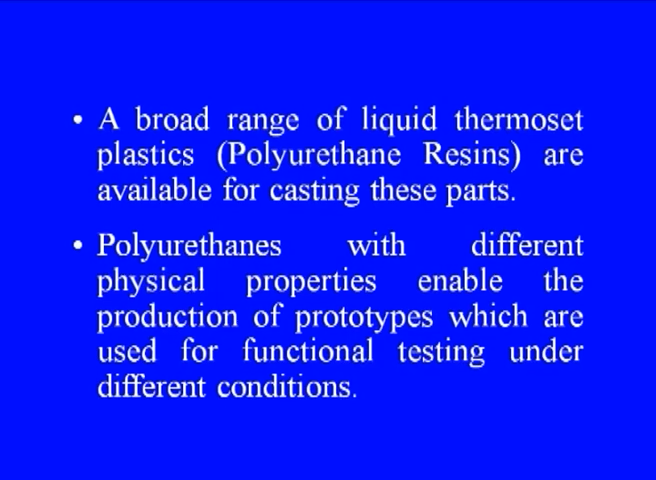 • A broad range of liquid thermoset
plastics (Polyurethane Resins) are
available for casting these parts.
• Polyurethanes with different
physical properties enable the
production of prototypes which are
used for functional testing under
different conditions.